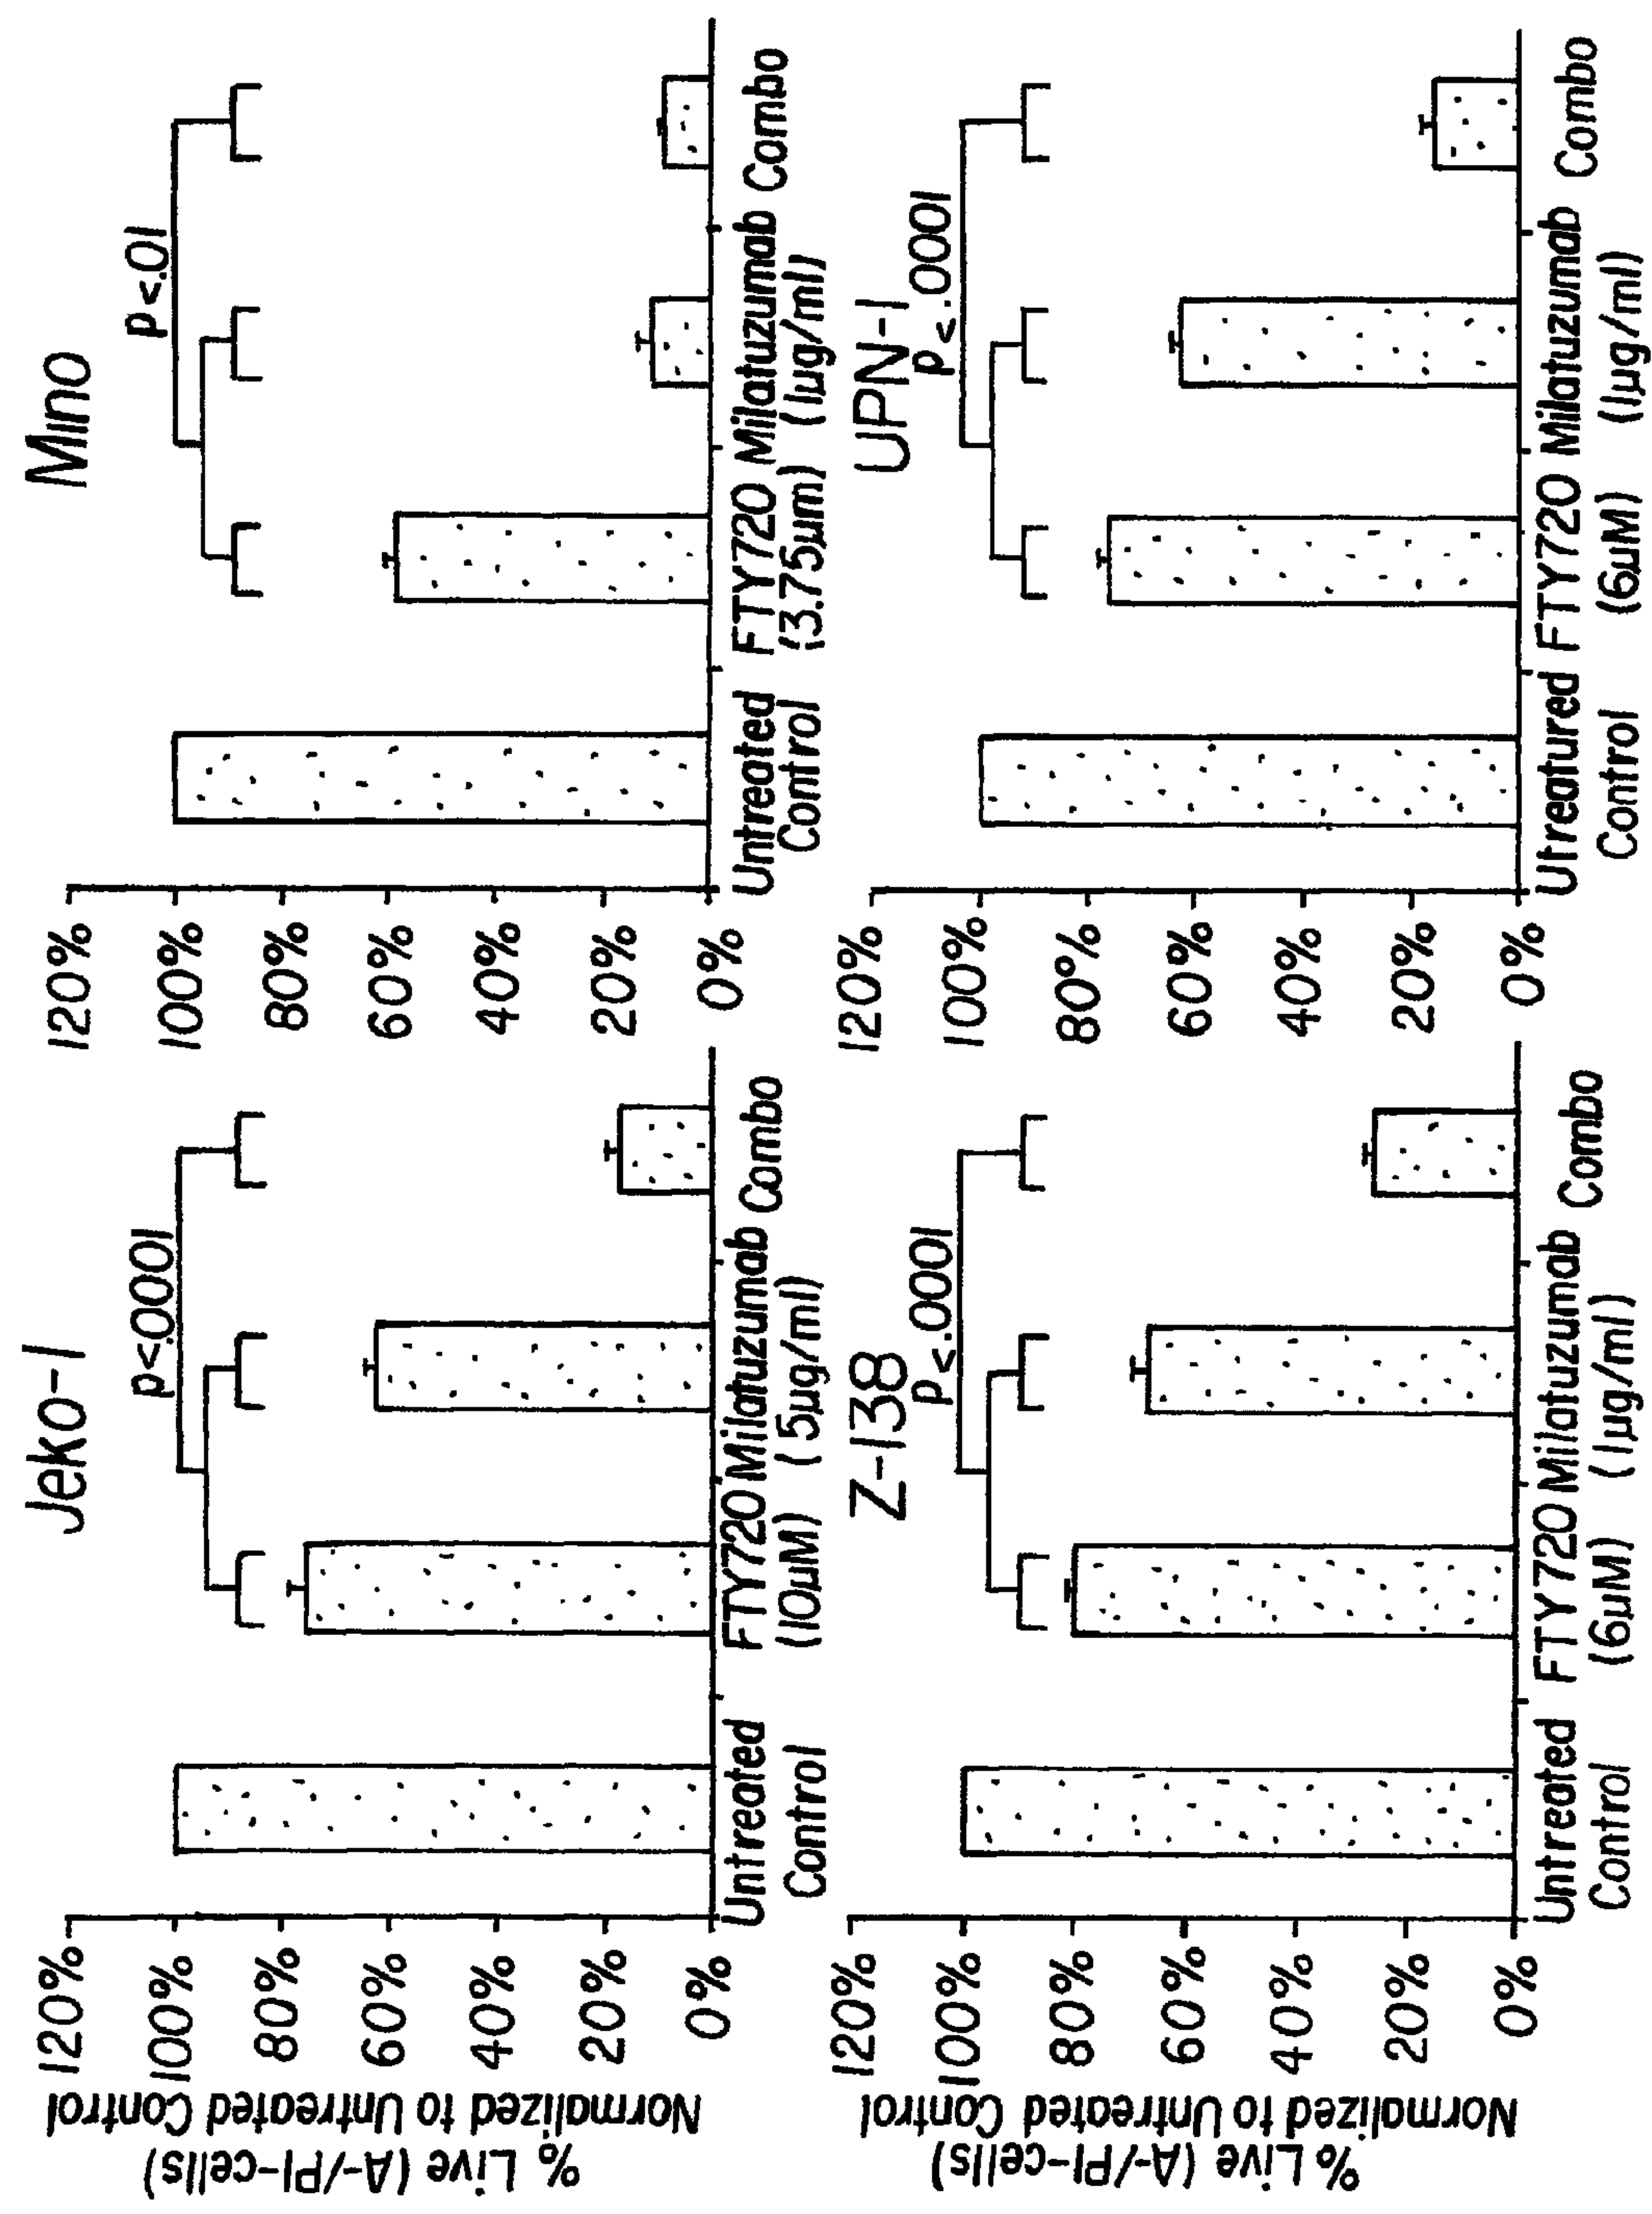 Jeko-1
% Live (A-/PI-cells)
Normalized to Untreated Control
120%
100%
80%
60%
40%
20%
0%
p<.0001
Untreated FTY720 Milatuzumab Combo
Control (10µM) (5µg/ml)
Mino
120%
100%
80%
60%
40%
20%
0%
p<.01
Untreated FTY720 Milatuzumab Combo
Control (3.75µm) (1µg/ml)
Z-138
% Live (A-/PI-cells)
Normalized to Untreated Control
120%
100%
80%
60%
40%
20%
0%
p<.0001
Untreated FTY720 Milatuzumab Combo
Control (6µM) (1µg/ml)
UPN-1
120%
100%
80%
60%
40%
20%
0%
p<.0001
Utreatured FTY720 Milatuzumab Combo
Control (6µM) (1µg/ml)